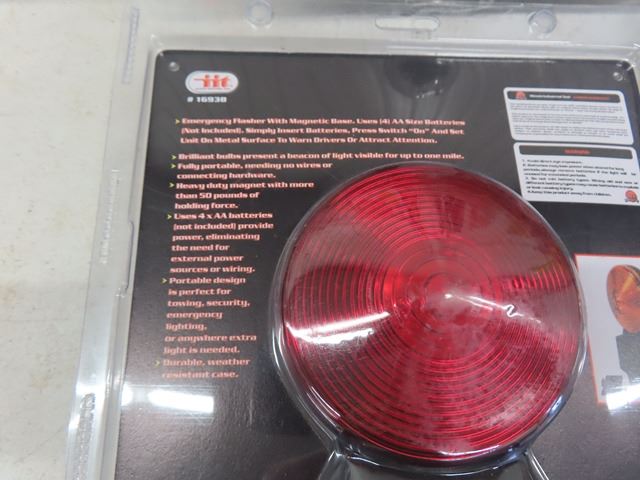 iit
# 16938
Emergency Flasher With Magnetic Base. Uses (4) AA Size Batteries
(Not Included). Simply Insert Batteries, Press Switch "On" And Set
Unit On Metal Surface To Warn Drivers Or Attract Attention.
Brilliant bulbs present a beacon of light visible for up to one mile.
Fully portable, needing no wires or
connecting hardware.
Heavy duty magnet with more
than 50 pounds of
holding force.
Uses 4 x AA batteries
(not included) provide
power, eliminating
the need for
external power
sources or wiring.
Portable design
is perfect for
towing, security,
emergency
lighting,
or anywhere extra
light is needed.
Durable, weather
resistant case.
WARNING